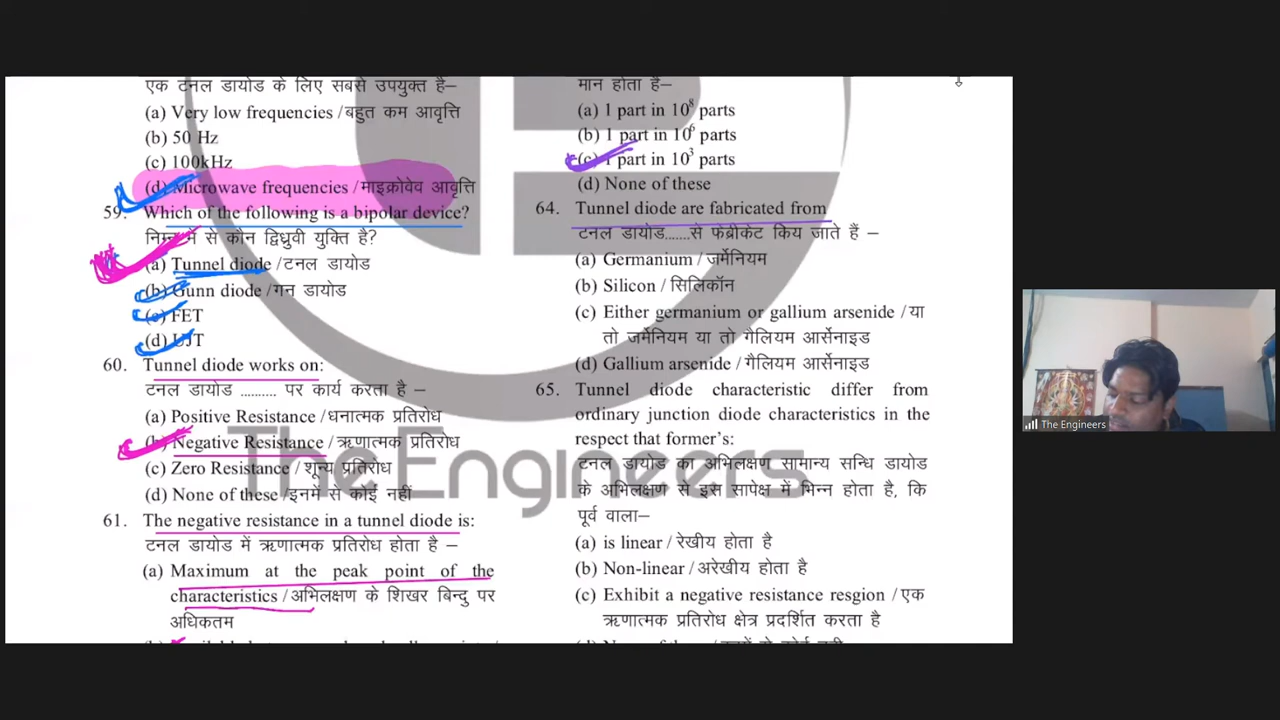 एक टनल डायोड के लिए सबसे उपयुक्त है–
(a) Very low frequencies /बहुत कम आवृत्ति
(b) 50 Hz
(c) 100kHz
(d) Microwave frequencies /माइक्रोवेव आवृत्ति
59. Which of the following is a bipolar device?
निम्न में से कौन द्विध्रुवी युक्ति है?
(a) Tunnel diode /टनल डायोड
(b) Gunn diode /गन डायोड
(c) FET
(d) UJT
60. Tunnel diode works on:
टनल डायोड .......... पर कार्य करता है –
(a) Positive Resistance /धनात्मक प्रतिरोध
(b) Negative Resistance /ऋणात्मक प्रतिरोध
(c) Zero Resistance /शून्य प्रतिरोध
(d) None of these /इनमें से कोई नहीं
61. The negative resistance in a tunnel diode is:
टनल डायोड में ऋणात्मक प्रतिरोध होता है –
(a) Maximum at the peak point of the
characteristics /अभिलक्षण के शिखर बिन्दु पर
अधिकतम
मान होता है–
(a) 1 part in 10⁸ parts
(b) 1 part in 10⁶ parts
(c) 1 part in 10³ parts
(d) None of these
64. Tunnel diode are fabricated from
टनल डायोड.......से फेब्रीकेट किय जाते हैं –
(a) Germanium /जर्मेनियम
(b) Silicon /सिलिकॉन
(c) Either germanium or gallium arsenide /या
तो जर्मेनियम या तो गैलियम आर्सेनाइड
(d) Gallium arsenide /गैलियम आर्सेनाइड
65. Tunnel diode characteristic differ from
ordinary junction diode characteristics in the
respect that former's:
टनल डायोड का अभिलक्षण सामान्य सन्धि डायोड
के अभिलक्षण से इस सापेक्ष में भिन्न होता है, कि
पूर्व वाला–
(a) is linear /रेखीय होता है
(b) Non-linear /अरेखीय होता है
(c) Exhibit a negative resistance resgion /एक
ऋणात्मक प्रतिरोध क्षेत्र प्रदर्शित करता है
The Engineers
The Engineers